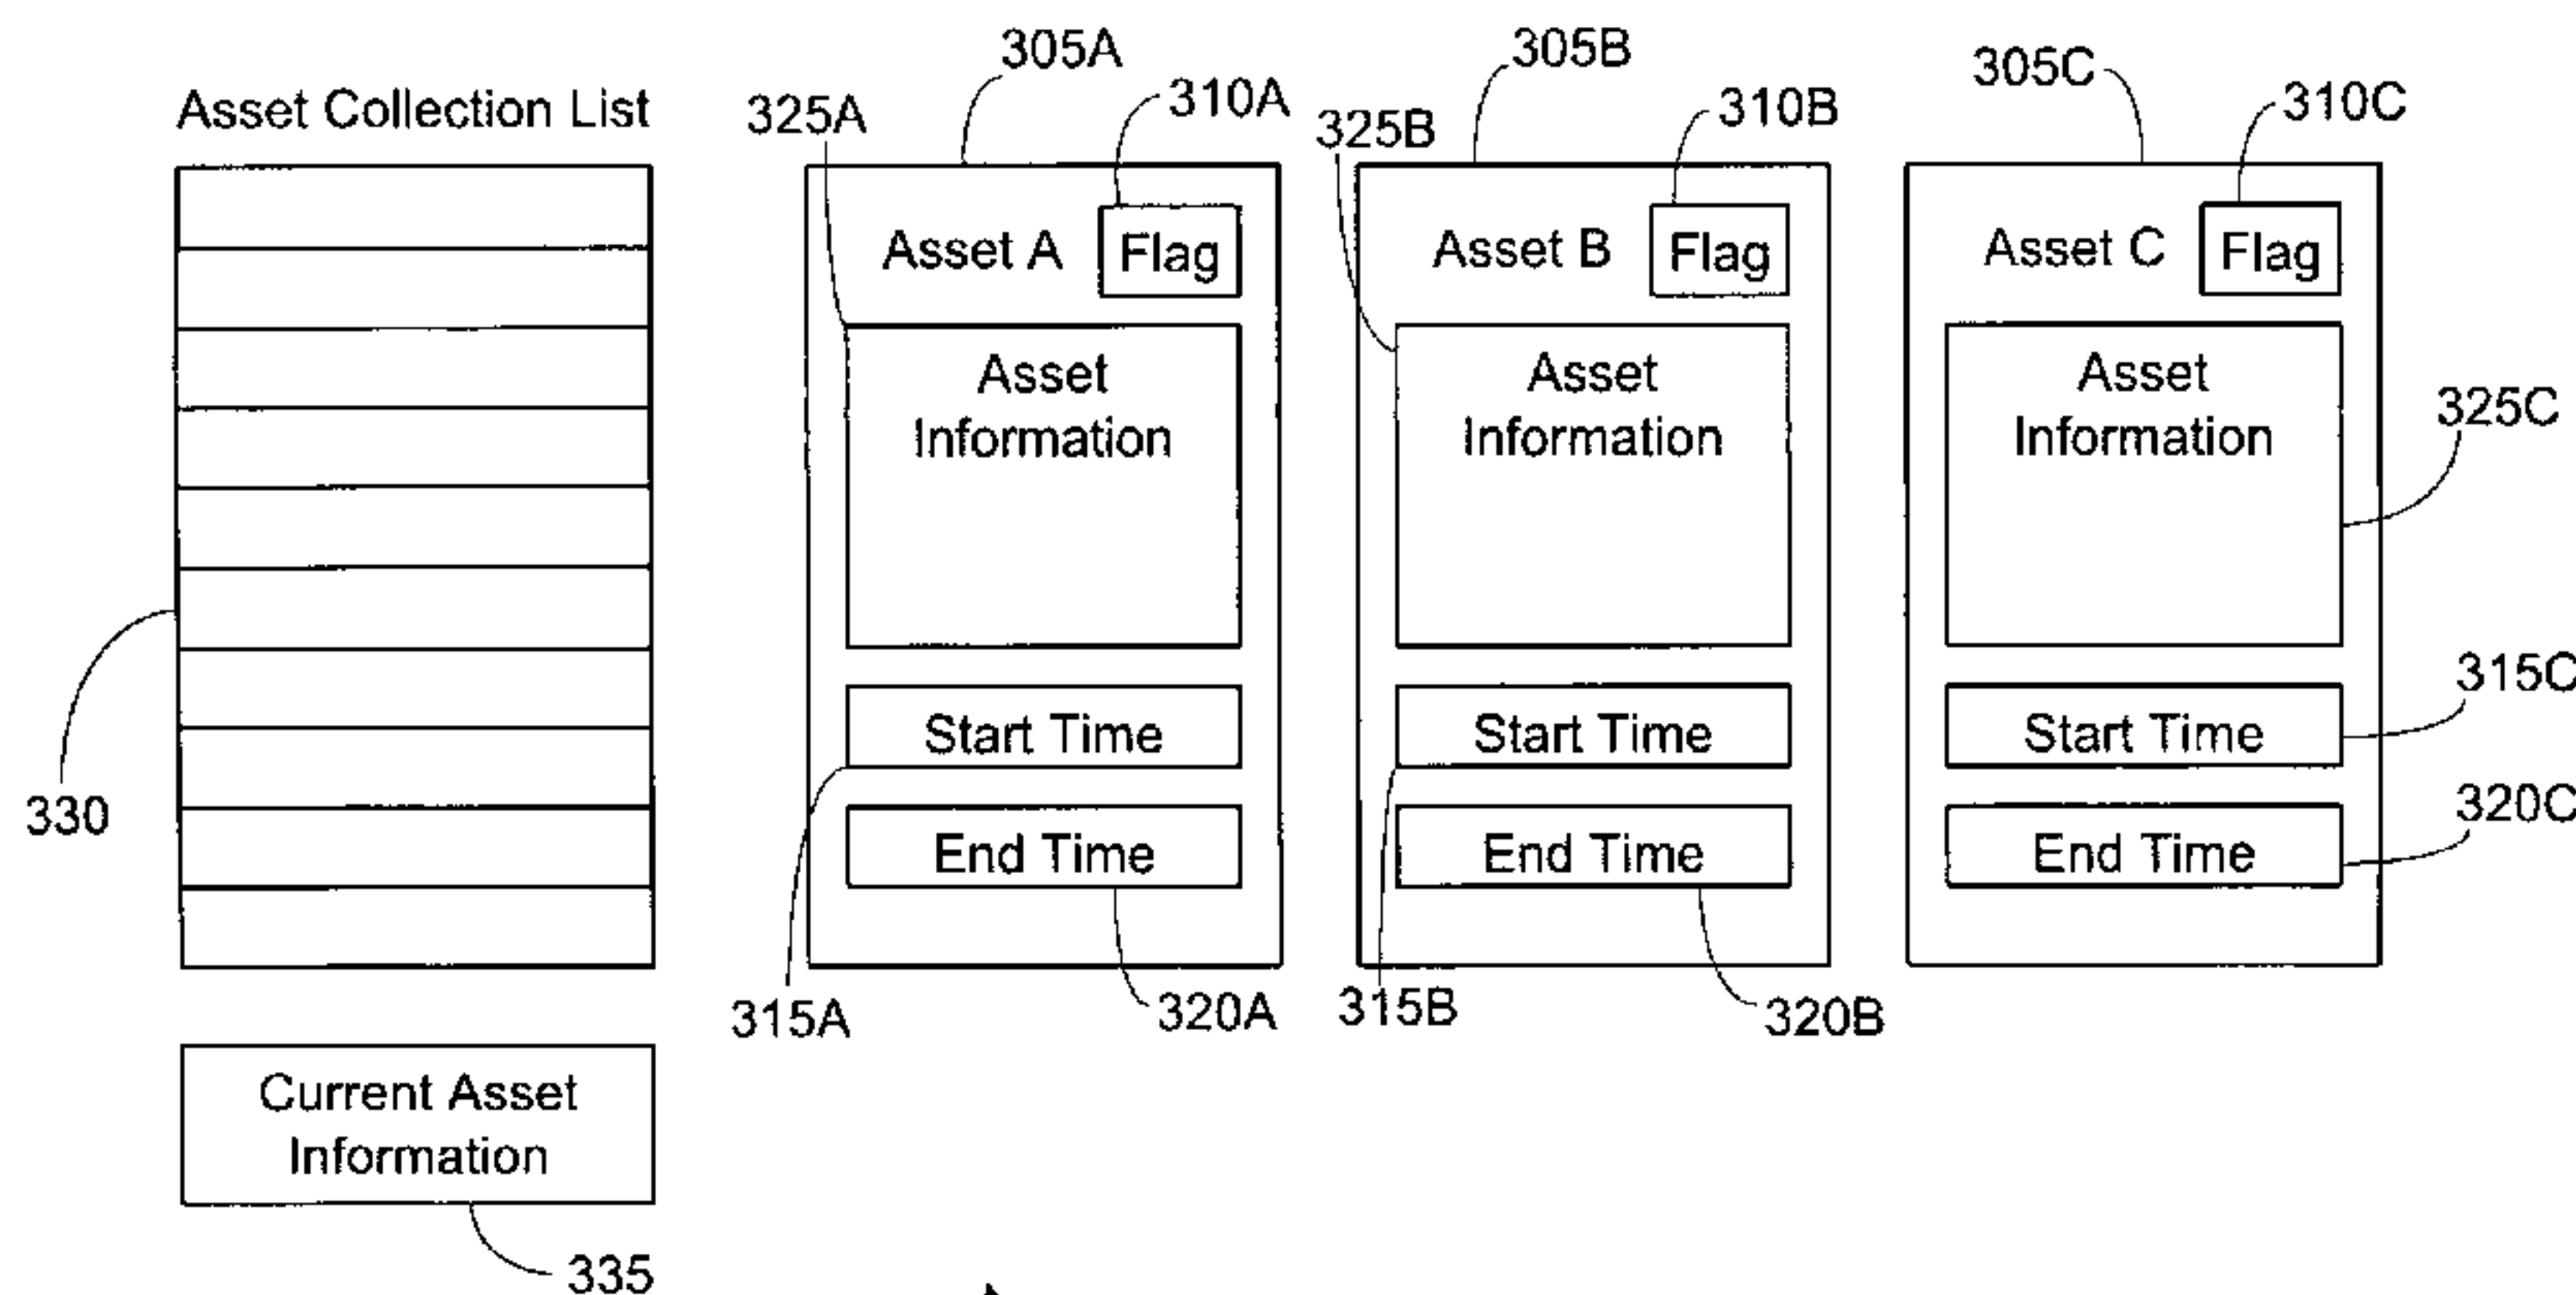 305A
305B
305C
310A
310B
310C
325A
325B
Asset Collection List
Asset A
Flag
Asset B
Flag
Asset C
Flag
Asset
Information
Asset
Information
Asset
Information
325C
Start Time
Start Time
Start Time
315C
End Time
End Time
End Time
320C
330
315A
320A
315B
320B
Current Asset
Information
335